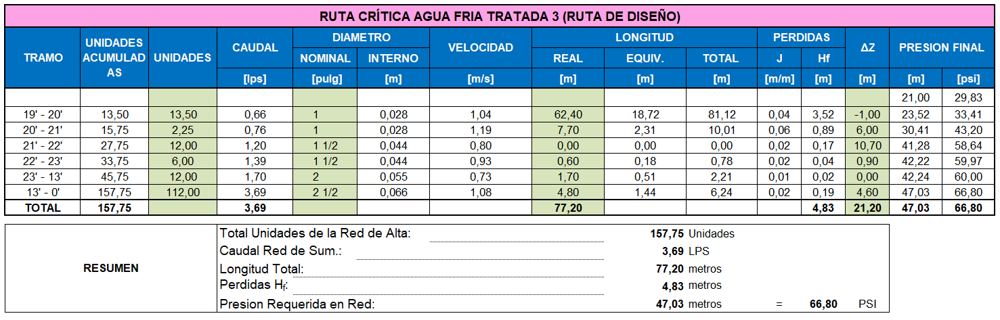 RUTA CRÍTICA AGUA FRIA TRATADA 3 (RUTA DE DISEÑO)
TRAMO UNIDADES ACUMULADAS UNIDADES CAUDAL DIAMETRO VELOCIDAD LONGITUD PERDIDAS ΔZ PRESION FINAL
NOMINAL INTERNO REAL EQUIV. TOTAL J Hf
[lps] [pulg] [m] [m/s] [m] [m] [m] [m/m] [m] [m] [m] [psi]
21,00 29,83
19' - 20' 13,50 13,50 0,66 1 0,028 1,04 62,40 18,72 81,12 0,04 3,52 -1,00 23,52 33,41
20' - 21' 15,75 2,25 0,76 1 0,028 1,19 7,70 2,31 10,01 0,06 0,89 6,00 30,41 43,20
21' - 22' 27,75 12,00 1,20 1 1/2 0,044 0,80 0,00 0,00 0,00 0,02 0,17 10,70 41,28 58,64
22' - 23' 33,75 6,00 1,39 1 1/2 0,044 0,93 0,60 0,18 0,78 0,02 0,04 0,90 42,22 59,97
23' - 13' 45,75 12,00 1,70 2 0,055 0,73 1,70 0,51 2,21 0,01 0,02 0,00 42,24 60,00
13' - 0' 157,75 112,00 3,69 2 1/2 0,066 1,08 4,80 1,44 6,24 0,02 0,19 4,60 47,03 66,80
TOTAL 157,75 3,69 77,20 4,83 21,20 47,03 66,80
RESUMEN
Total Unidades de la Red de Alta: 157,75 Unidades
Caudal Red de Sum.: 3,69 LPS
Longitud Total: 77,20 metros
Perdidas Hf: 4,83 metros
Presion Requerida en Red: 47,03 metros = 66,80 PSI